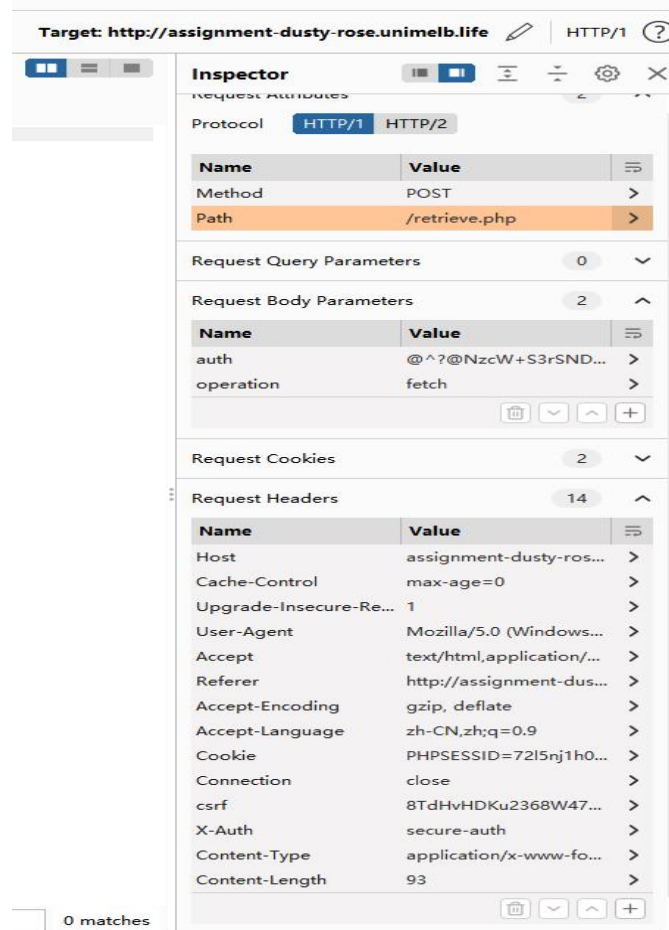 Target: http://assignment-dusty-rose.unimelb.life HTTP/1
Inspector
Request Attributes 2
Protocol HTTP/1 HTTP/2
Name Value
Method POST
Path /retrieve.php
Request Query Parameters 0
Request Body Parameters 2
Name Value
auth @^?@NzcW+S3rSND...
operation fetch
Request Cookies 2
Request Headers 14
Name Value
Host assignment-dusty-ros...
Cache-Control max-age=0
Upgrade-Insecure-Re... 1
User-Agent Mozilla/5.0 (Windows...
Accept text/html,application/...
Referer http://assignment-dus...
Accept-Encoding gzip, deflate
Accept-Language zh-CN,zh;q=0.9
Cookie PHPSESSID=72l5nj1h0...
Connection close
csrf 8TdHvHDKu2368W47...
X-Auth secure-auth
Content-Type application/x-www-fo...
Content-Length 93
0 matches